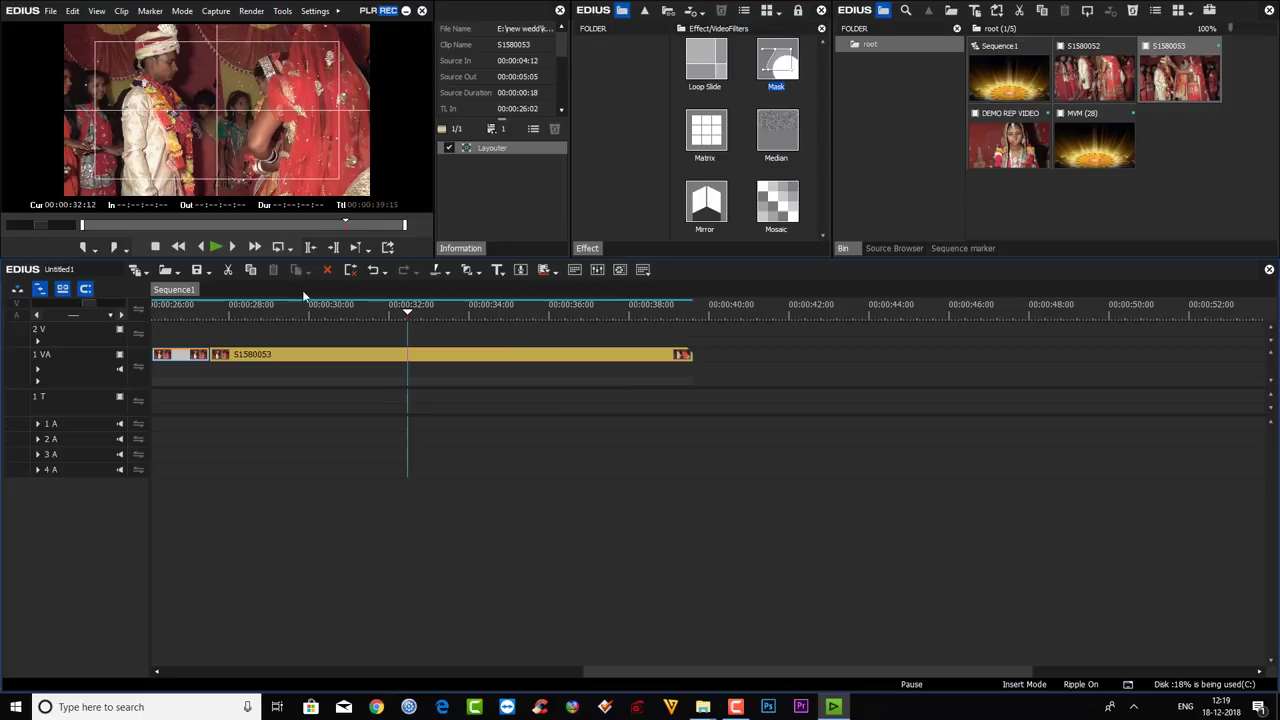 EDIUS File Edit View Clip Marker Mode Capture Render Tools Settings PLR REC
Cur 00:00:32:12 In --:--:--:-- Out --:--:--:-- Dur --:--:--:-- Ttl 00:00:39:15
File Name E:\new wedd\k...
Clip Name S1580053
Source In 00:00:04:12
Source Out 00:00:05:05
Source Duration 00:00:00:18
TL In 00:00:26:02
1/1 1
Layouter
Information
FOLDER Effect/VideoFilters
Loop Slide Mask
Matrix Median
Mirror Mosaic
Effect
root (1/5) 100%
FOLDER
root
Sequence1 S1580052 S1580053
DEMO REP VIDEO MVM (28)
Bin Source Browser Sequence marker
EDIUS Untitled1
Sequence1
00:00:26:00 00:00:28:00 00:00:30:00 00:00:32:00 00:00:34:00 00:00:36:00 00:00:38:00 00:00:40:00 00:00:42:00 00:00:44:00 00:00:46:00 00:00:48:00 00:00:50:00 00:00:52:00
V
A
2 V
1 VA S1580053
1 T
1 A
2 A
3 A
4 A
Pause Insert Mode Ripple On Disk :18% is being used(C:)
Type here to search
ENG 12:19
18-12-2018